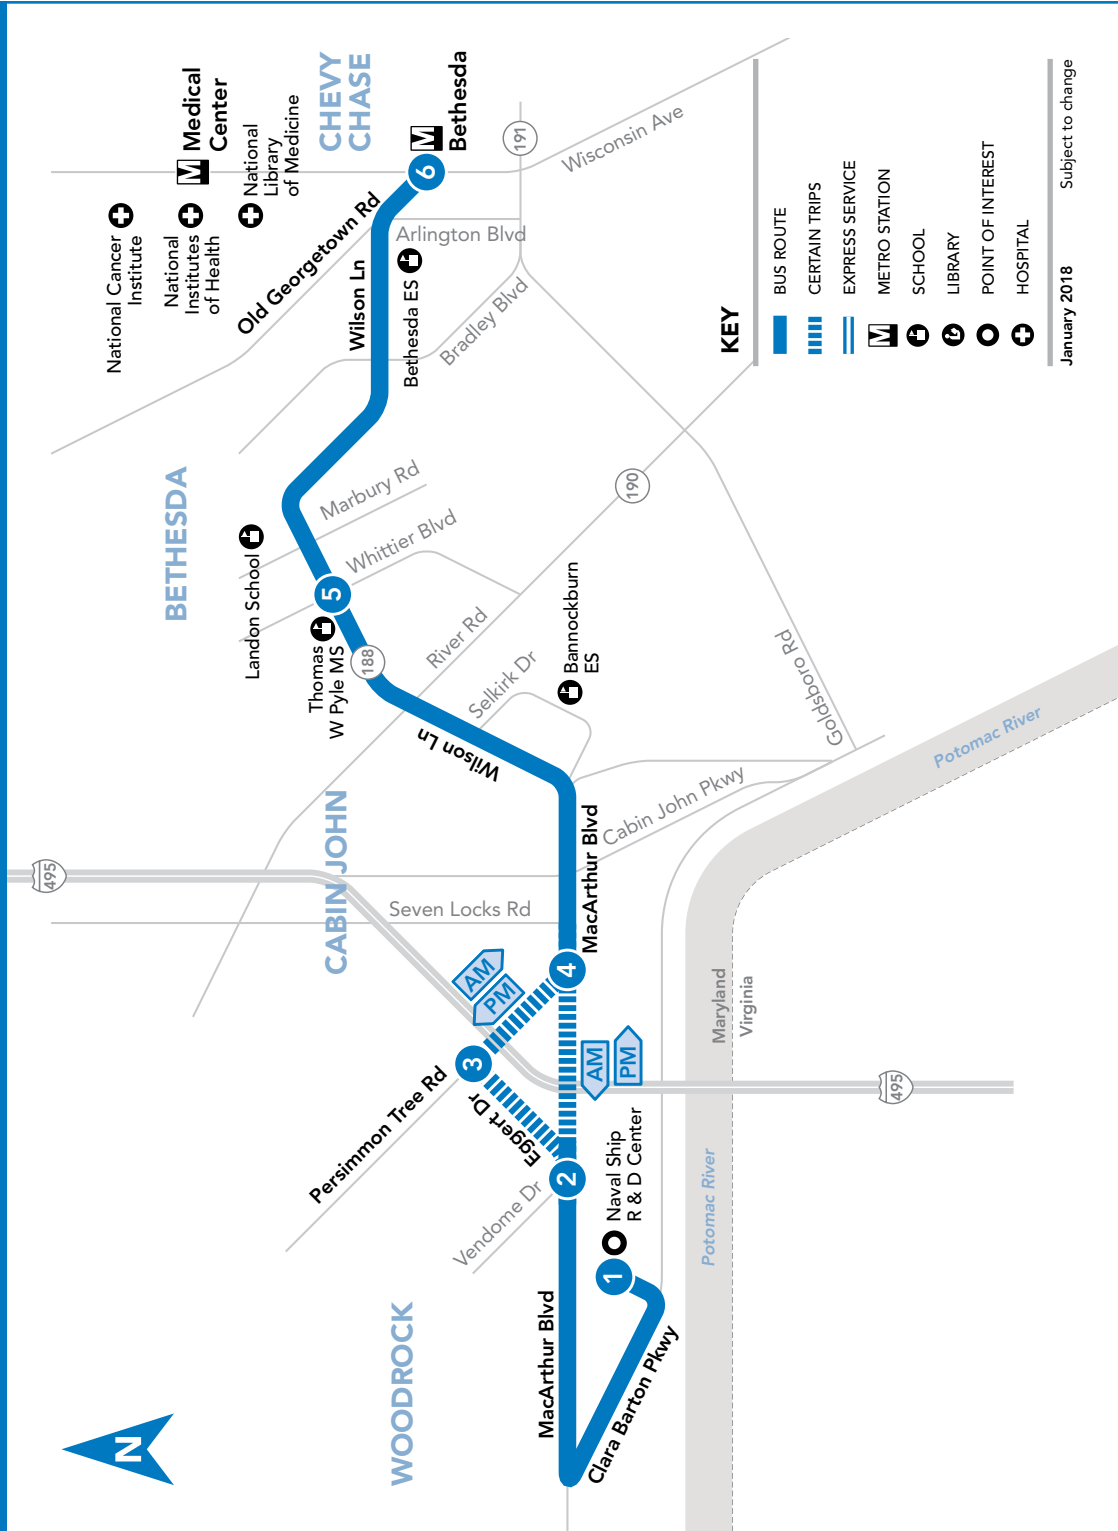 N
WOODROCK
CABIN JOHN
BETHESDA
CHEVY
CHASE
National Cancer
Institute
National
Institutes
of Health
Medical
Center
National
Library
of Medicine
M
M
Bethesda
6
Old Georgetown Rd
Wilson Ln
Arlington Blvd
Bethesda ES
Bradley Blvd
191
Wisconsin Ave
Landon School
Marbury Rd
Whittier Blvd
5
Thomas
W Pyle MS
188
River Rd
190
Wilson Ln
Selkirk Dr
Bannockburn
ES
Goldsboro Rd
Cabin John Pkwy
MacArthur Blvd
495
Seven Locks Rd
4
AM
PM
3
Persimmon Tree Rd
Eggert Dr
AM
PM
2
Vendome Dr
495
Naval Ship
R & D Center
1
MacArthur Blvd
Clara Barton Pkwy
Maryland
Virginia
Potomac River
Potomac River
KEY
BUS ROUTE
CERTAIN TRIPS
EXPRESS SERVICE
M METRO STATION
SCHOOL
LIBRARY
POINT OF INTEREST
HOSPITAL
January 2018 Subject to change